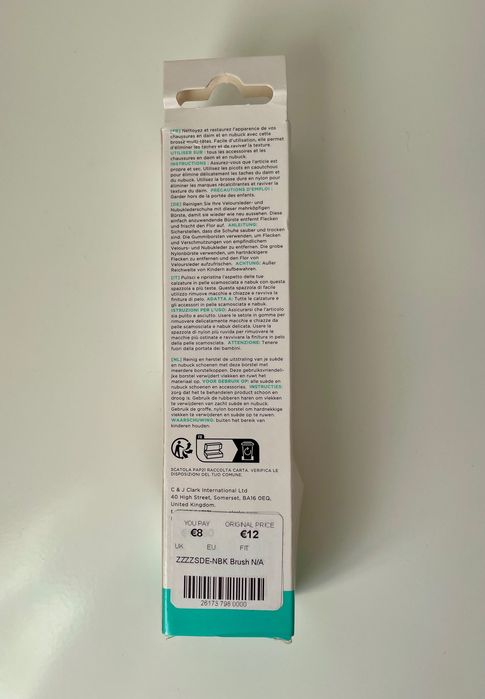 [FR] Nettoyez et restaurez l'apparence de vos
chaussures en daim et en nubuck avec cette
brosse multi-têtes. Facile d'utilisation, elle permet
d'éliminer les taches et de raviver la texture.
UTILISER SUR : tous les accessoires et les
chaussures en daim et en nubuck.
INSTRUCTIONS : Assurez-vous que l'article est
propre et sec. Utilisez les picots en caoutchouc
pour élimine délicatement les taches du daim et
du nubuck. Utilisez la brosse dure en nylon pour
éliminer les marques récalcitrantes et raviver la
texture du daim. PRÉCAUTIONS D'EMPLOI :
Garder hors de la portée des enfants.
[DE] Reinigen Sie Ihre Veloursleder- und
Nubuklederschuhe mit dieser mehrköpfigen
Bürste, damit sie wieder wie neu aussehen. Diese
einfach anzuwendende Bürste entfernt Flecken
und frischt den Flor auf. ANLEITUNG:
Sicherstellen, dass die Schuhe sauber und trocken
sind. Die Gummiborsten verwenden, um Flecken
und Verschmutzungen von empfindlichem
Velours- und Nubukleder zu entfernen. Die grobe
Nylonbürste verwenden, um hartnäckigere
Flecken zu entfernen und den Flor von
Veloursleder aufzufrischen. ACHTUNG: Außer
Reichweite von Kindern aufbewahren.
[IT] Pulisci e ripristina l'aspetto delle tue
calzature in pelle scamosciata e nabuk con questa
spazzola a più teste. Questa spazzola di facile
utilizzo rimuove macchie e sporco e ravviva la
finitura di pelo. ADATTA A: Tutte le calzature e
gli accessori in pelle scamosciata e nabuk.
ISTRUZIONI PER L'USO: Assicurarsi che l'articolo
sia pulito e asciutto. Usare le setole in gomma per
rimuovere delicatamente macchie e sporco da
pelle scamosciata e nabuk delicata. Usare la
spazzola di nylon più ruvida per rimuovere le
macchie più ostinate e ravvivare la finitura in pelo
della pelle scamosciata. ATTENZIONE: Tenere
fuori dalla portata dei bambini.
[NL] Reinig en herstel de uitstraling van je suède
en nubuck schoenen met deze borstel met
meerdere borstelkoppen. Deze gebruiksvriende-
lijke borstel verwijdert vlekken en ruwt het
materiaal op. VOOR GEBRUIK OP: alle suède en
nubuck schoenen en accessoires. INSTRUCTIES:
zorg dat het te behandelen product schoon en
droog is. Gebruik de rubberen haren om vlekken
te verwijderen van zacht suède en nubuck.
Gebruik de groffe, nylon borstel om hardnekkige
vlekken te verwijderen en suède op te ruwen.
WAARSCHUWING: buiten het bereik van
kinderen houden.
SCATOLA PAP21 RACCOLTA CARTA. VERIFICA LE
DISPOSIZIONI DEL TUO COMUNE.
C & J Clark International Ltd
40 High Street, Somerset, BA16 0EQ,
United Kingdom.
YOU PAY ORIGINAL PRICE
€8 €12
UK EU FIT
ZZZZSDE-NBK Brush N/A
26173 798 0000